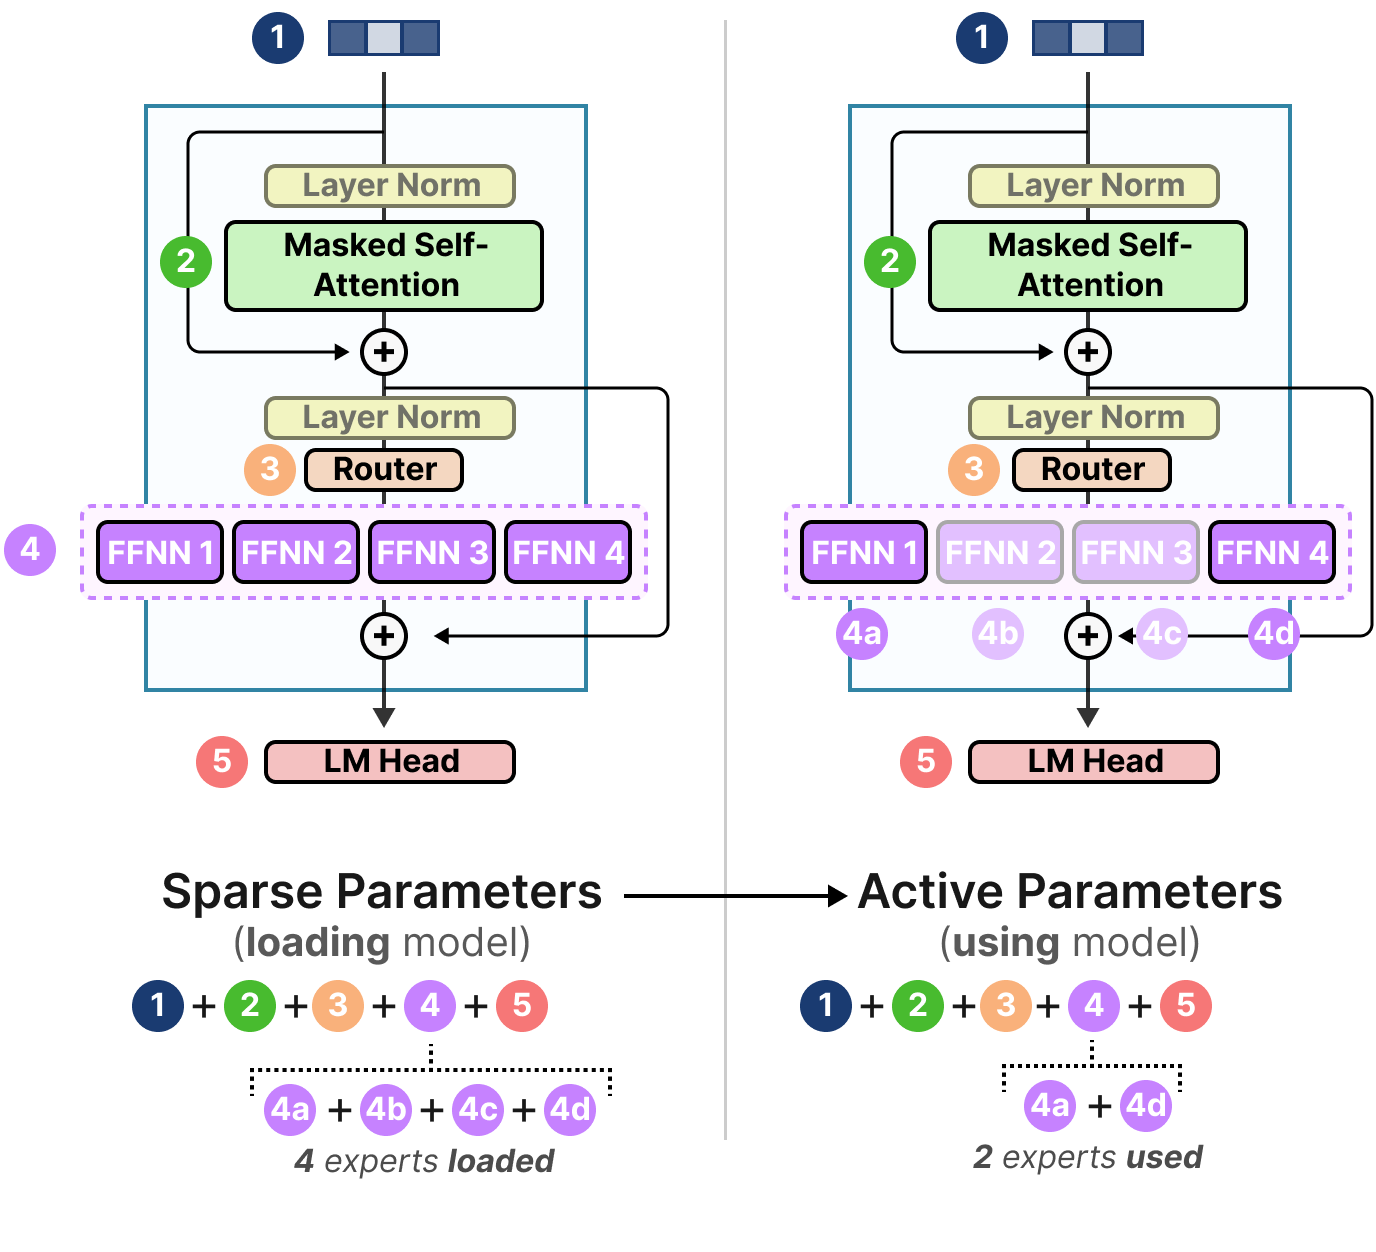 1
Layer Norm
2
Masked Self-
Attention
+
Layer Norm
3
Router
4
FFNN 1
FFNN 2
FFNN 3
FFNN 4
+
5
LM Head
Sparse Parameters
(loading model)
1 + 2 + 3 + 4 + 5
4a + 4b + 4c + 4d
4 experts loaded
1
Layer Norm
2
Masked Self-
Attention
+
Layer Norm
3
Router
FFNN 1
FFNN 2
FFNN 3
FFNN 4
4a
4b
+
4c
4d
5
LM Head
Active Parameters
(using model)
1 + 2 + 3 + 4 + 5
4a + 4d
2 experts used